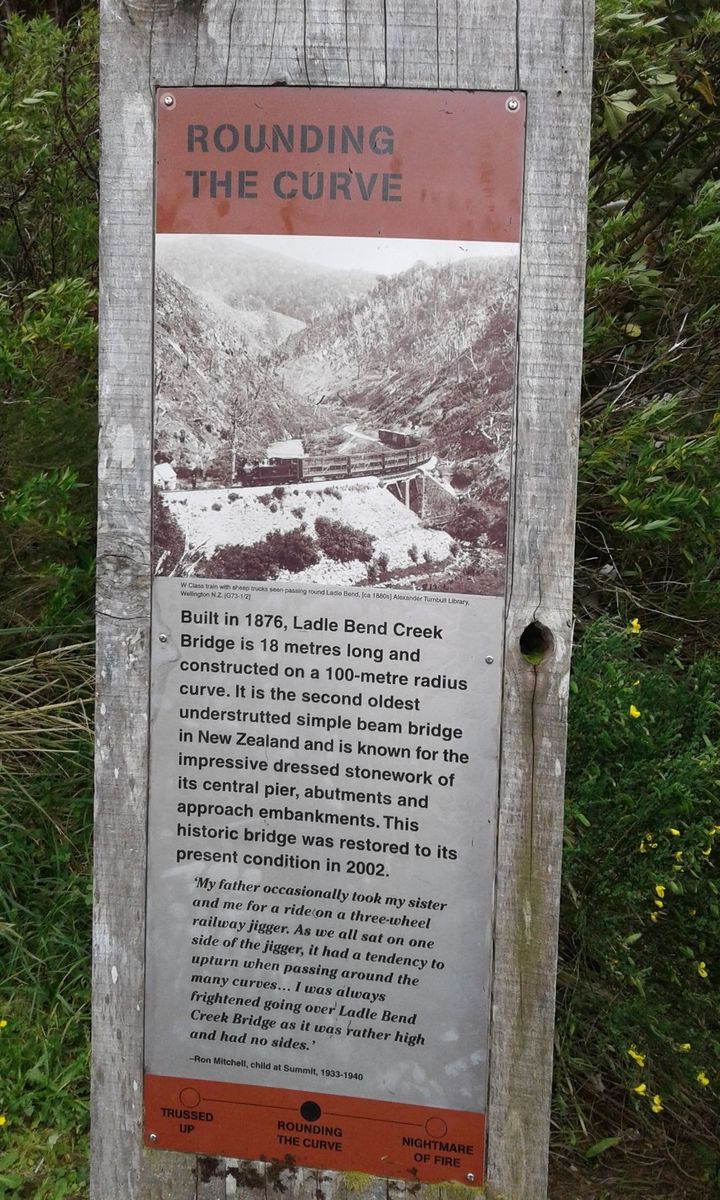 ROUNDING
THE CURVE
W Class train with sheep trucks seen passing round Ladle Bend, [ca 1880s] Alexander Turnbull Library,
Wellington N.Z. [G73-1/2]
Built in 1876, Ladle Bend Creek
Bridge is 18 metres long and
constructed on a 100-metre radius
curve. It is the second oldest
understrutted simple beam bridge
in New Zealand and is known for the
impressive dressed stonework of
its central pier, abutments and
approach embankments. This
historic bridge was restored to its
present condition in 2002.
‘My father occasionally took my sister
and me for a ride on a three-wheel
railway jigger. As we all sat on one
side of the jigger, it had a tendency to
upturn when passing around the
many curves... I was always
frightened going over Ladle Bend
Creek Bridge as it was rather high
and had no sides.’
–Ron Mitchell, child at Summit, 1933-1940
TRUSSED
UP
ROUNDING
THE CURVE
NIGHTMARE
OF FIRE